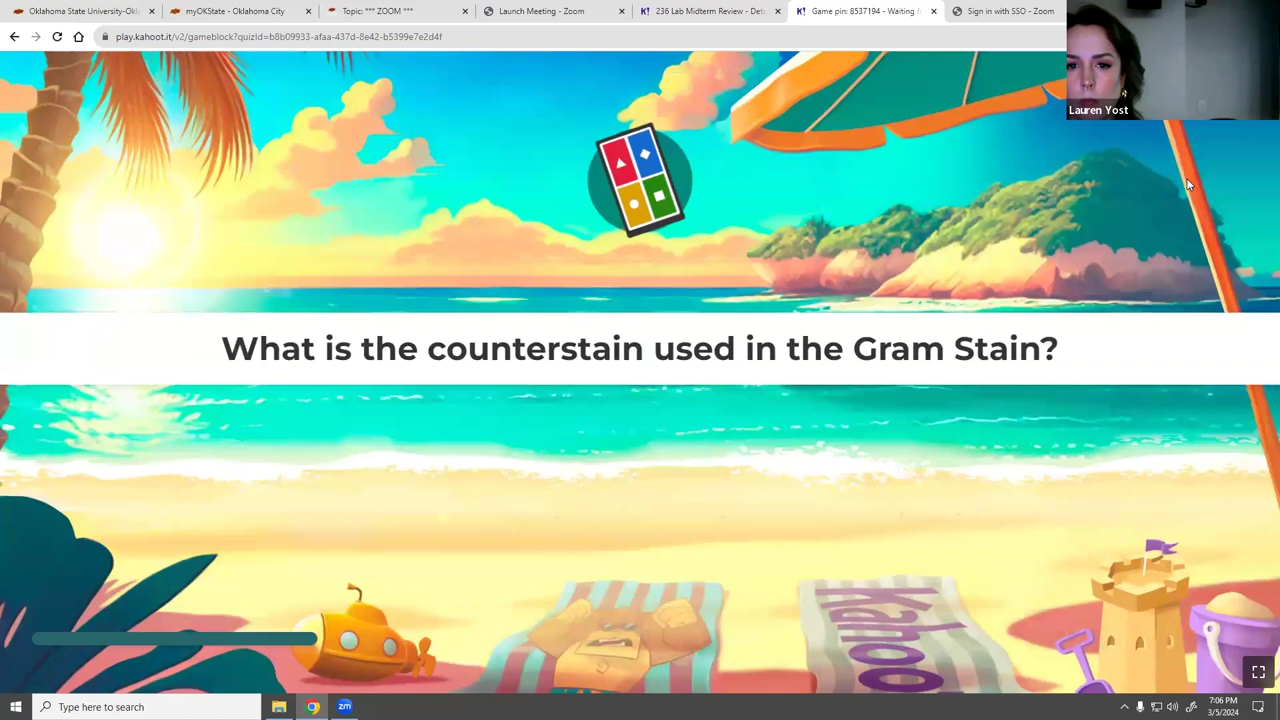 Oklahoma State University-Okl
myOKState - Oklahoma City
Topic: *** ZOOM ***
Launch Meeting - Zoom
K! 236 Lab Midterm Review - Deta
K! Game pin: 8537194 - Waiting f
Sign in with SSO - Zoom
play.kahoot.it/v2/gameblock?quizId=b8b09933-afaa-437d-8e42-b5399e7e2d4f
Lauren Yost
What is the counterstain used in the Gram Stain?
Kahoo
Type here to search
zm
7:06 PM
3/5/2024